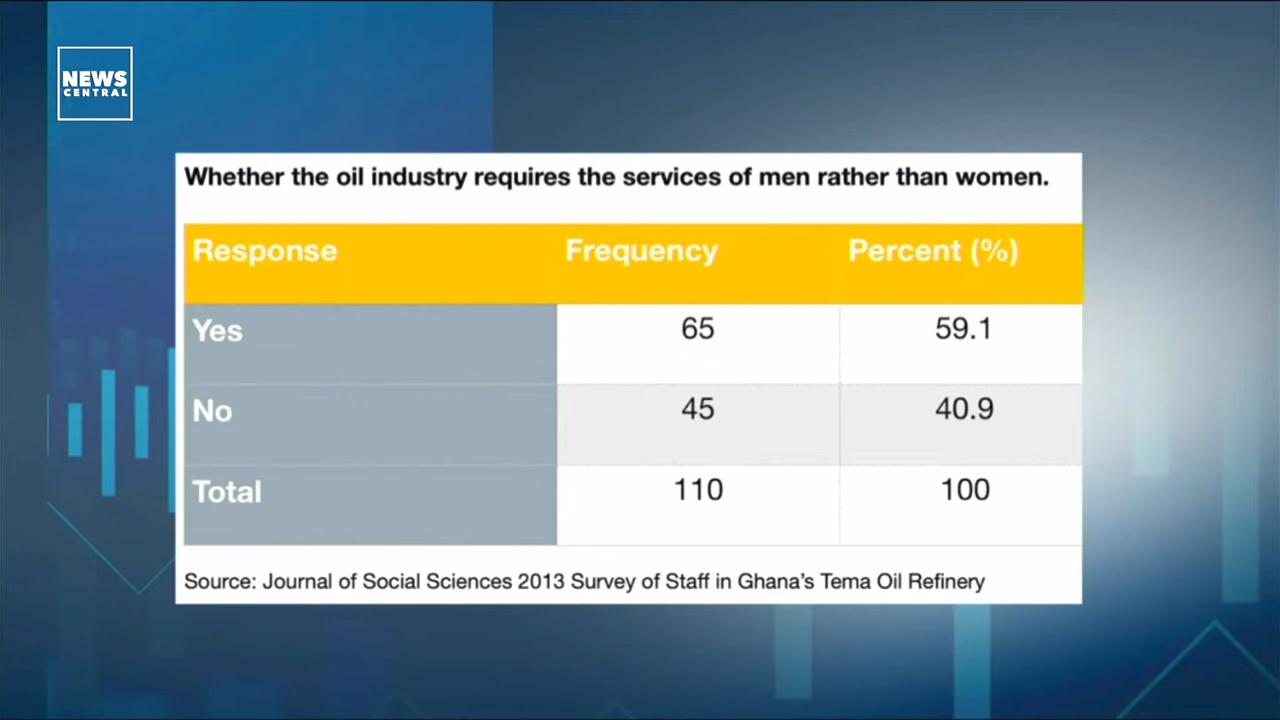 NEWS
CENTRAL
Whether the oil industry requires the services of men rather than women.
Response Frequency Percent (%)
Yes 65 59.1
No 45 40.9
Total 110 100
Source: Journal of Social Sciences 2013 Survey of Staff in Ghana's Tema Oil Refinery